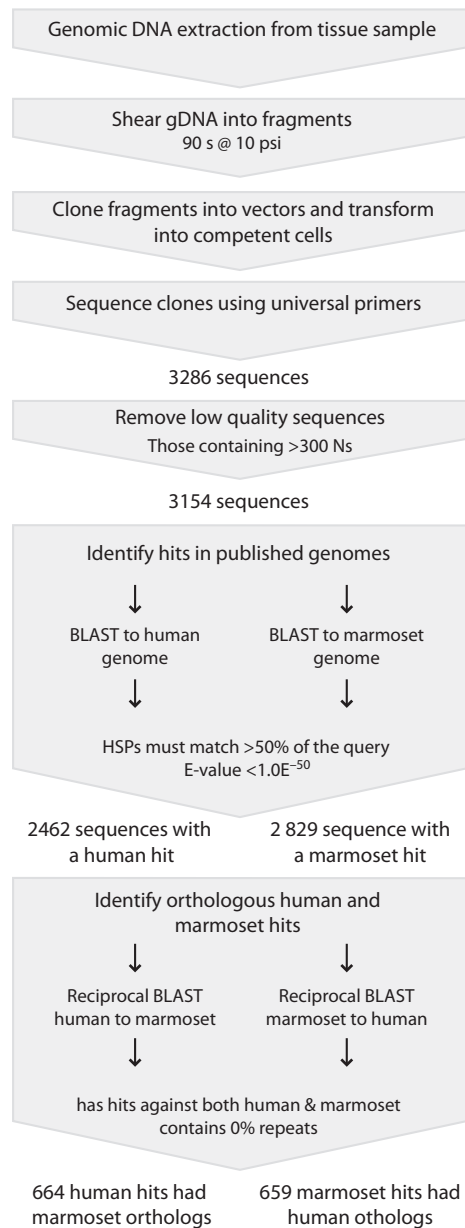 Genomic DNA extraction from tissue sample
Shear gDNA into fragments
90 s @ 10 psi
Clone fragments into vectors and transform
into competent cells
Sequence clones using universal primers
3286 sequences
Remove low quality sequences
Those containing >300 Ns
3154 sequences
Identify hits in published genomes
↓ ↓
BLAST to human
genome
BLAST to marmoset
genome
↓ ↓
HSPs must match >50% of the query
E-value <1.0E⁻⁵⁰
2462 sequences with
a human hit
2 829 sequence with
a marmoset hit
Identify orthologous human and
marmoset hits
↓ ↓
Reciprocal BLAST
human to marmoset
Reciprocal BLAST
marmoset to human
↓ ↓
has hits against both human & marmoset
contains 0% repeats
664 human hits had
marmoset orthologs
659 marmoset hits had
human othologs